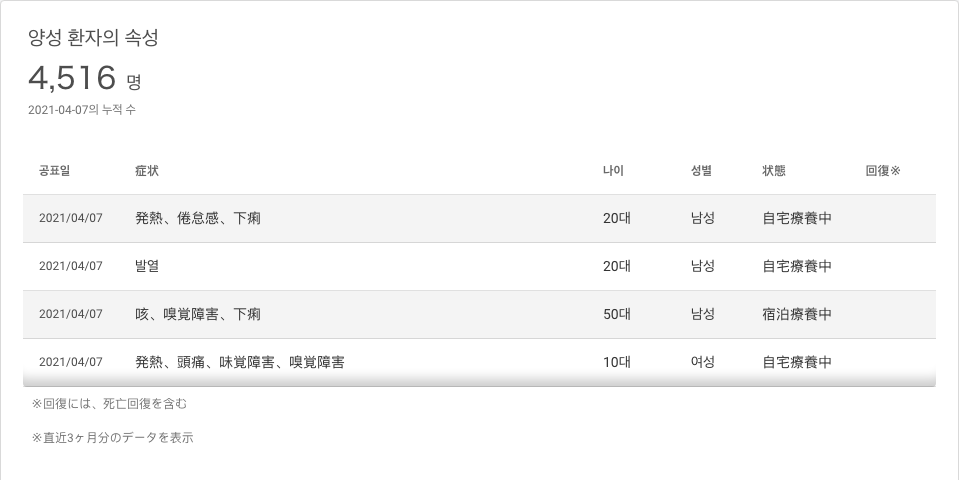 양성 환자의 속성
4,516 명
2021-04-07의 누적 수
공표일 症状 나이 성별 状態 回復※
2021/04/07 発熱、倦怠感、下痢 20대 남성 自宅療養中
2021/04/07 발열 20대 남성 自宅療養中
2021/04/07 咳、嗅覚障害、下痢 50대 남성 宿泊療養中
2021/04/07 発熱、頭痛、味覚障害、嗅覚障害 10대 여성 自宅療養中
※回復には、死亡回復を含む
※直近3ヶ月分のデータを表示